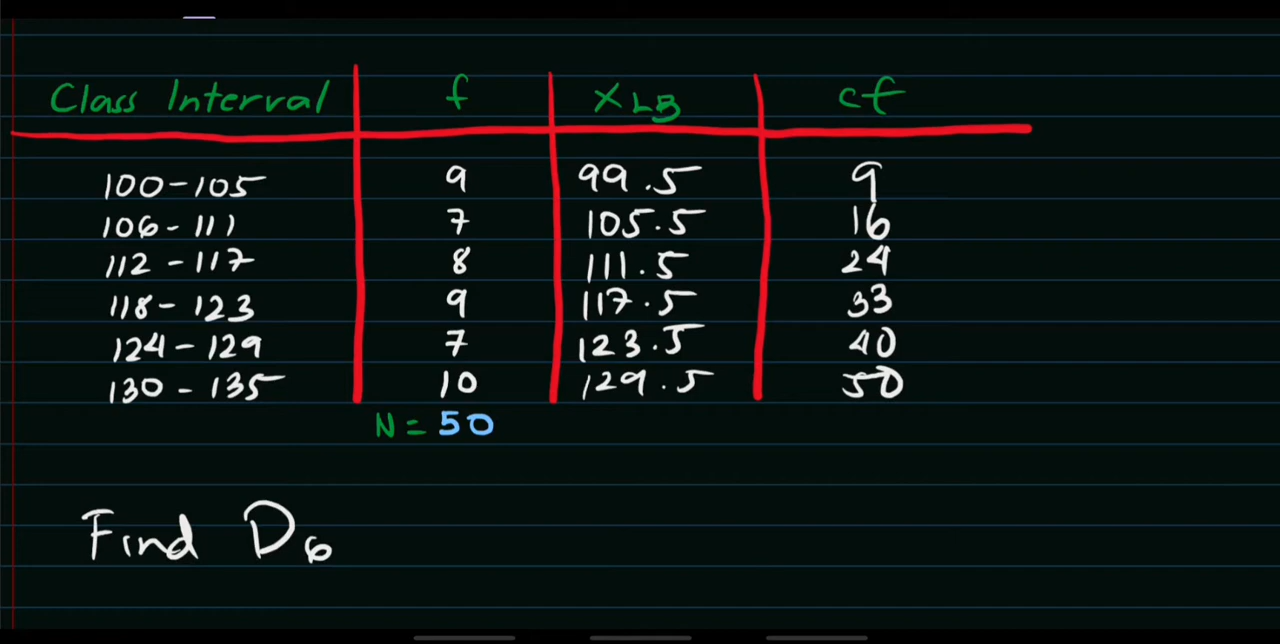 Class Interval f X LB cf
100-105 9 99.5 9
106-111 7 105.5 16
112-117 8 111.5 24
118-123 9 117.5 33
124-129 7 123.5 40
130-135 10 129.5 50
N = 50
Find D6